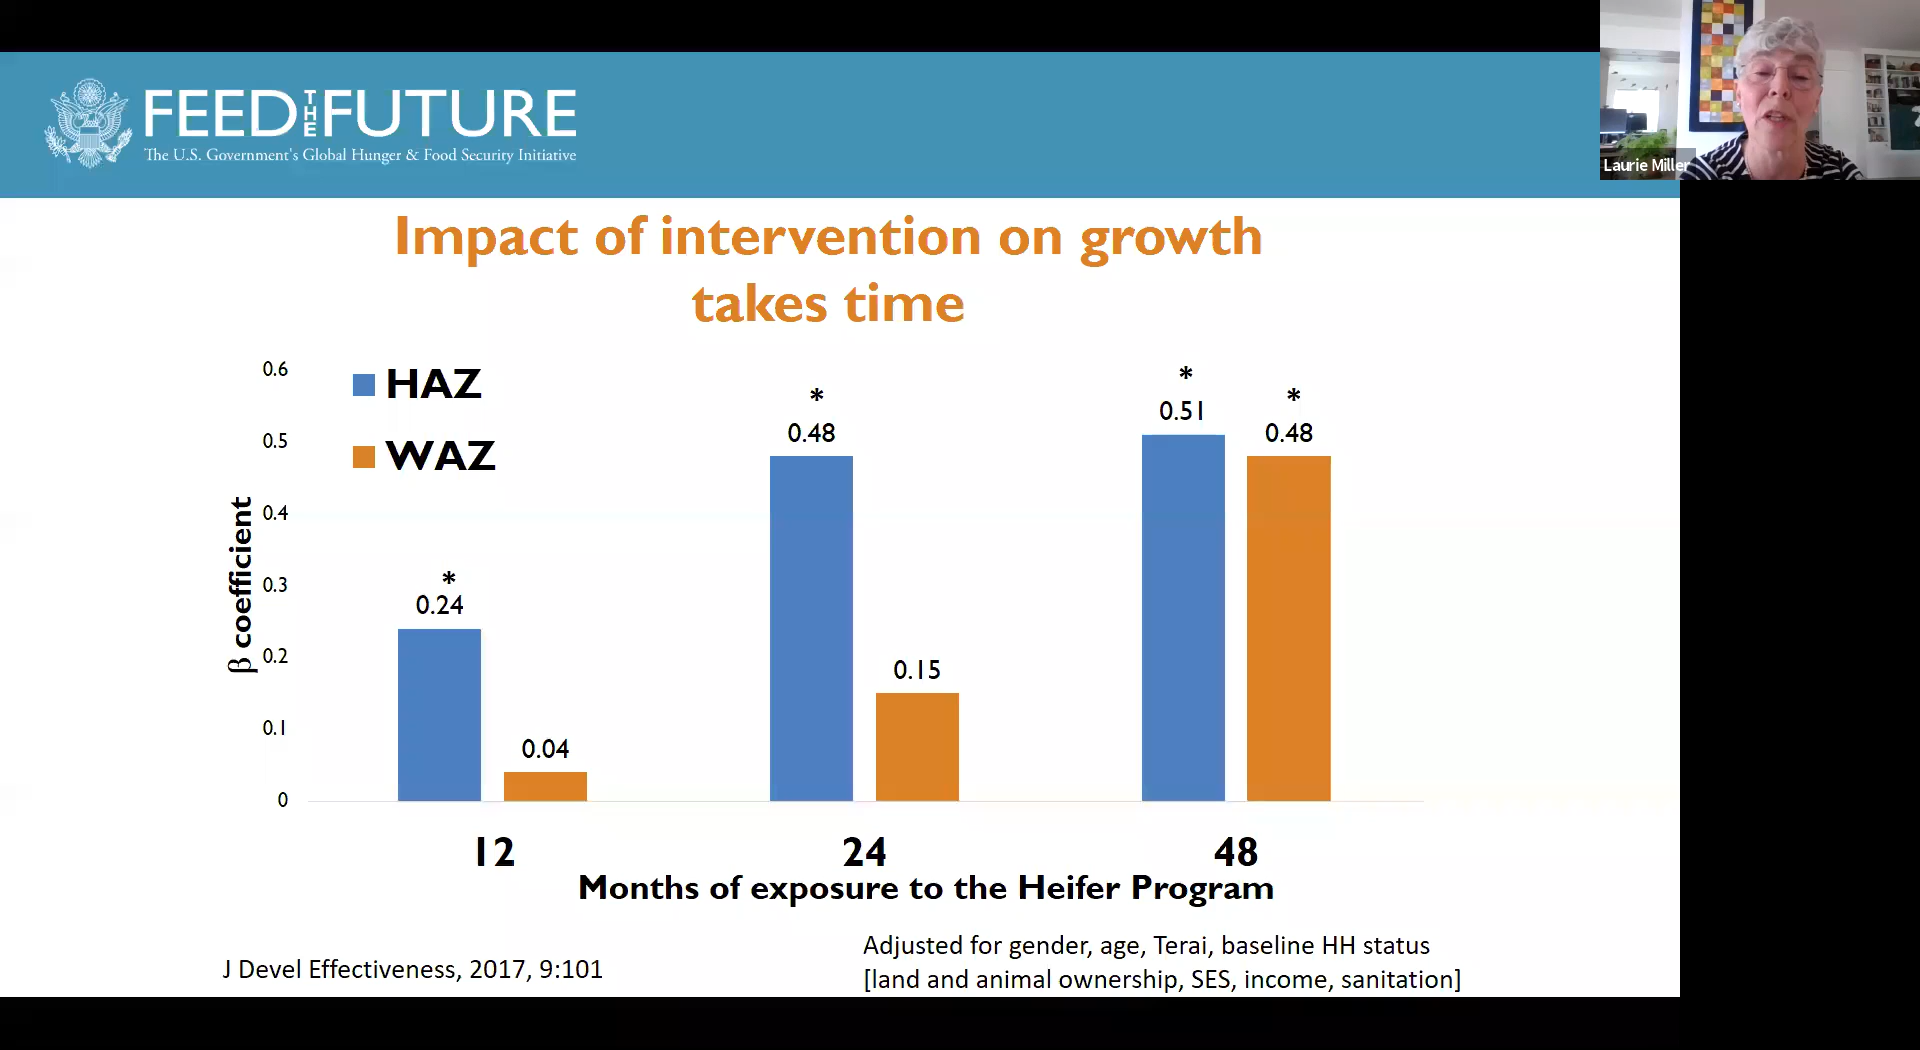 FEED THE FUTURE
The U.S. Government's Global Hunger & Food Security Initiative
Laurie Miller
Impact of intervention on growth
takes time
HAZ
WAZ
β coefficient
0.6
0.5
0.4
0.3
0.2
0.1
0
*
0.24
0.04
*
0.48
0.15
*
0.51
*
0.48
12
24
48
Months of exposure to the Heifer Program
J Devel Effectiveness, 2017, 9:101
Adjusted for gender, age, Terai, baseline HH status
[land and animal ownership, SES, income, sanitation]